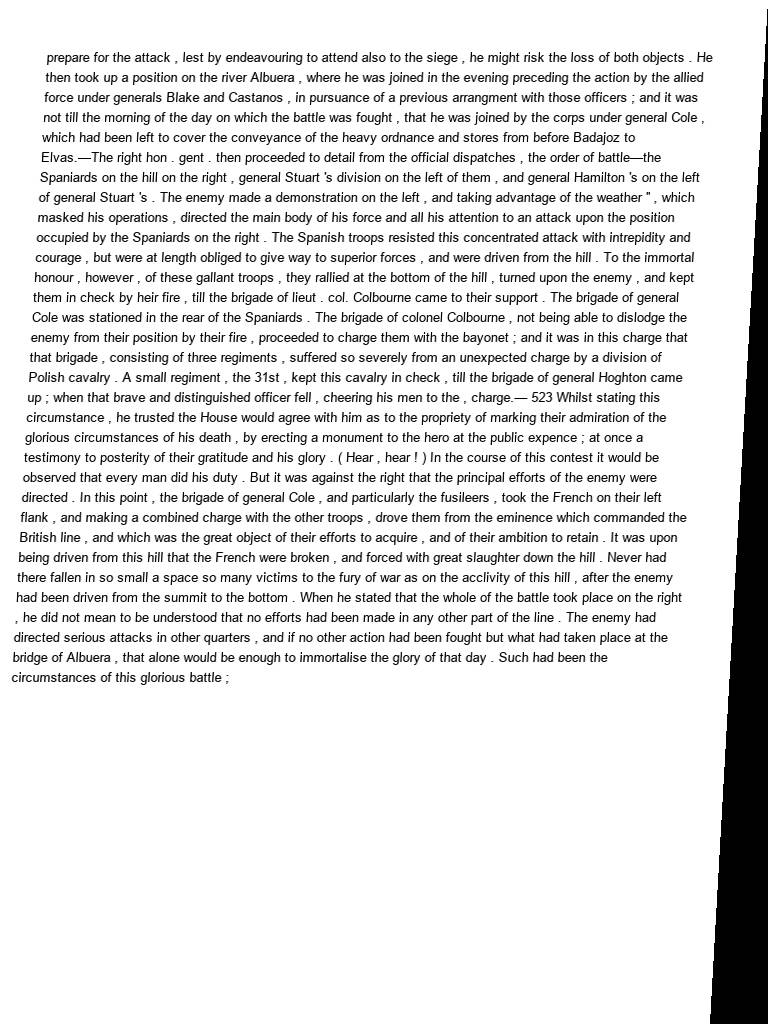 prepare for the attack , lest by endeavouring to attend also to the siege , he might risk the loss of both objects . He
then took up a position on the river Albuera , where he was joined in the evening preceding the action by the allied
force under generals Blake and Castanos , in pursuance of a previous arrangment with those officers ; and it was
not till the morning of the day on which the battle was fought , that he was joined by the corps under general Cole ,
which had been left to cover the conveyance of the heavy ordnance and stores from before Badajoz to
Elvas.—The right hon . gent . then proceeded to detail from the official dispatches , the order of battle—the
Spaniards on the hill on the right , general Stuart 's division on the left of them , and general Hamilton 's on the left
of general Stuart 's . The enemy made a demonstration on the left , and taking advantage of the weather " , which
masked his operations , directed the main body of his force and all his attention to an attack upon the position
occupied by the Spaniards on the right . The Spanish troops resisted this concentrated attack with intrepidity and
courage , but were at length obliged to give way to superior forces , and were driven from the hill . To the immortal
honour , however , of these gallant troops , they rallied at the bottom of the hill , turned upon the enemy , and kept
them in check by heir fire , till the brigade of lieut . col. Colbourne came to their support . The brigade of general
Cole was stationed in the rear of the Spaniards . The brigade of colonel Colbourne , not being able to dislodge the
enemy from their position by their fire , proceeded to charge them with the bayonet ; and it was in this charge that
that brigade , consisting of three regiments , suffered so severely from an unexpected charge by a division of
Polish cavalry . A small regiment , the 31st , kept this cavalry in check , till the brigade of general Hoghton came
up ; when that brave and distinguished officer fell , cheering his men to the , charge.— 523 Whilst stating this
circumstance , he trusted the House would agree with him as to the propriety of marking their admiration of the
glorious circumstances of his death , by erecting a monument to the hero at the public expence ; at once a
testimony to posterity of their gratitude and his glory . ( Hear , hear ! ) In the course of this contest it would be
observed that every man did his duty . But it was against the right that the principal efforts of the enemy were
directed . In this point , the brigade of general Cole , and particularly the fusileers , took the French on their left
flank , and making a combined charge with the other troops , drove them from the eminence which commanded the
British line , and which was the great object of their efforts to acquire , and of their ambition to retain . It was upon
being driven from this hill that the French were broken , and forced with great slaughter down the hill . Never had
there fallen in so small a space so many victims to the fury of war as on the acclivity of this hill , after the enemy
had been driven from the summit to the bottom . When he stated that the whole of the battle took place on the right
, he did not mean to be understood that no efforts had been made in any other part of the line . The enemy had
directed serious attacks in other quarters , and if no other action had been fought but what had taken place at the
bridge of Albuera , that alone would be enough to immortalise the glory of that day . Such had been the
circumstances of this glorious battle ;